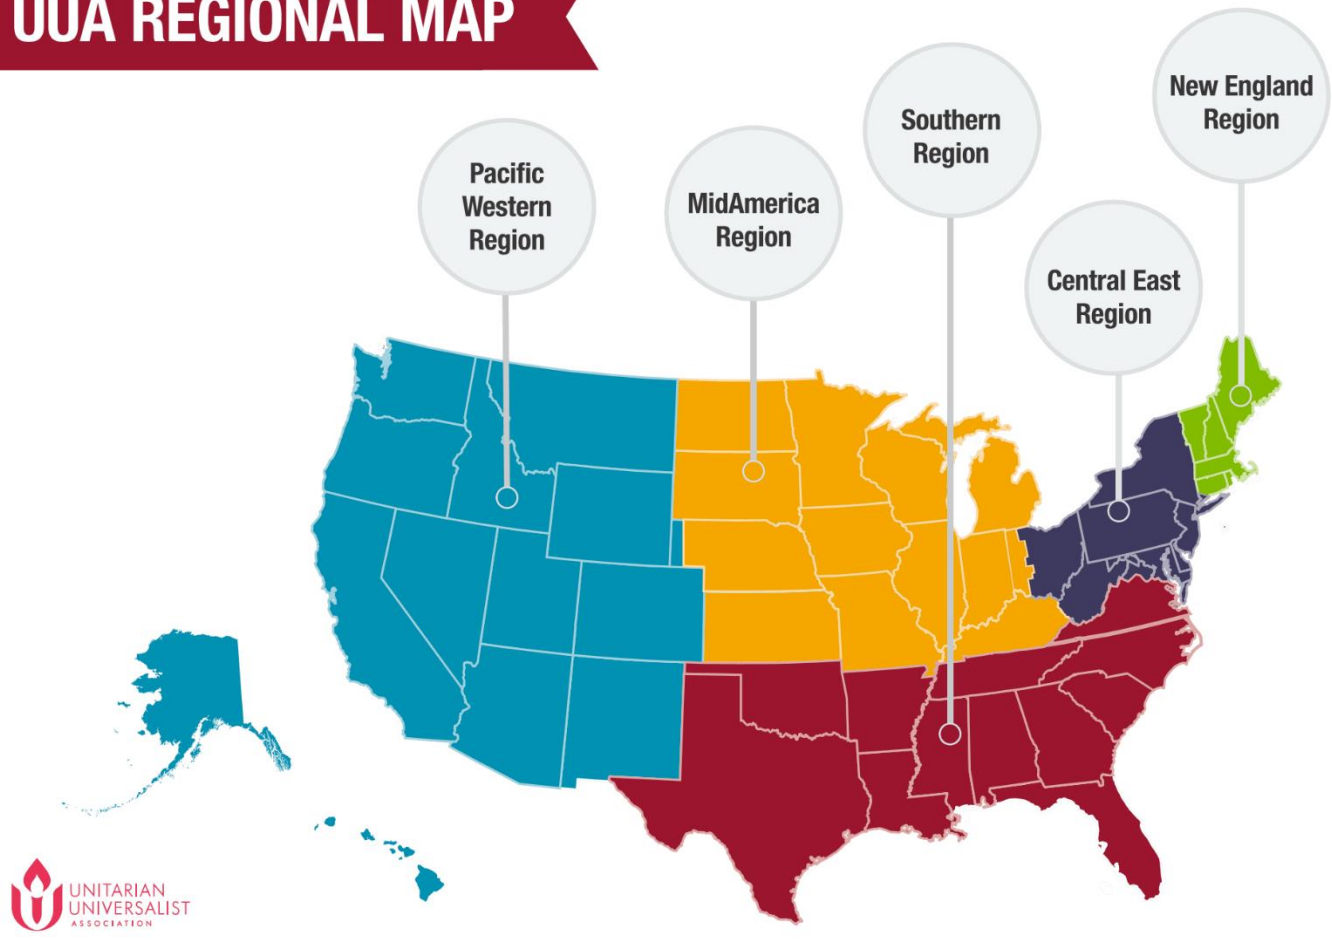 UUA REGIONAL MAP
New England
Region
Southern
Region
Pacific
Western
Region
MidAmerica
Region
Central East
Region
UNITARIAN
UNIVERSALIST
ASSOCIATION